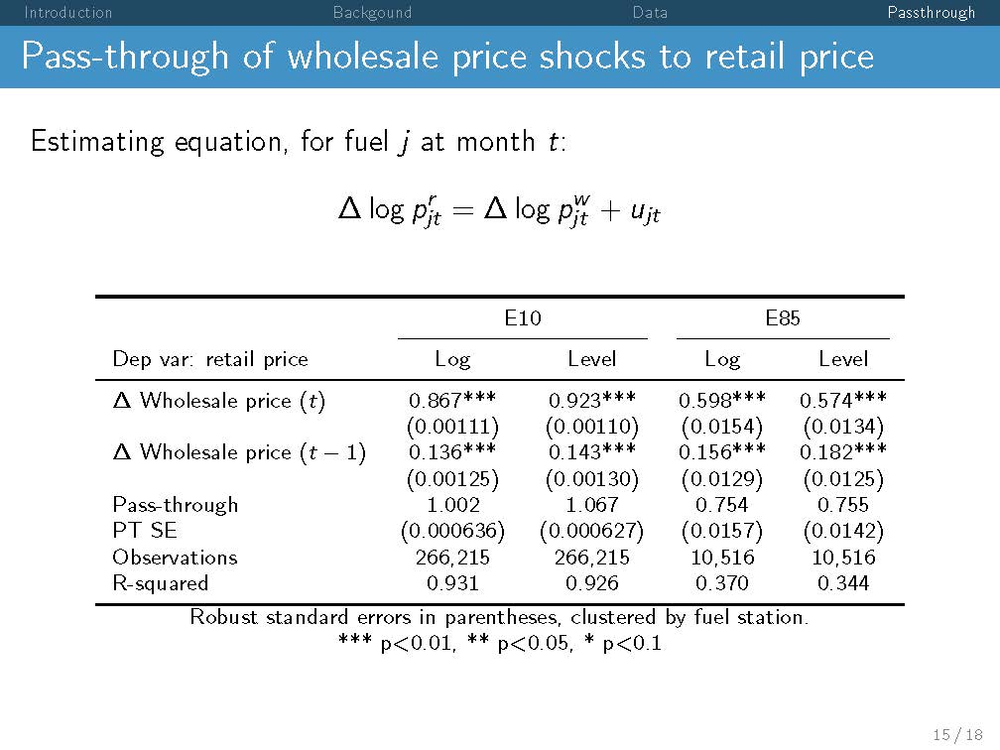 Introduction Backgound Data Passthrough
Pass-through of wholesale price shocks to retail price
Estimating equation, for fuel j at month t:
Δ log p^r_{jt} = Δ log p^w_{jt} + u_{jt}
E10 E85
Dep var: retail price Log Level Log Level
Δ Wholesale price (t) 0.867*** 0.923*** 0.598*** 0.574***
(0.00111) (0.00110) (0.0154) (0.0134)
Δ Wholesale price (t − 1) 0.136*** 0.143*** 0.156*** 0.182***
(0.00125) (0.00130) (0.0129) (0.0125)
Pass-through 1.002 1.067 0.754 0.755
PT SE (0.000636) (0.000627) (0.0157) (0.0142)
Observations 266,215 266,215 10,516 10,516
R-squared 0.931 0.926 0.370 0.344
Robust standard errors in parentheses, clustered by fuel station.
*** p<0.01, ** p<0.05, * p<0.1
15 / 18